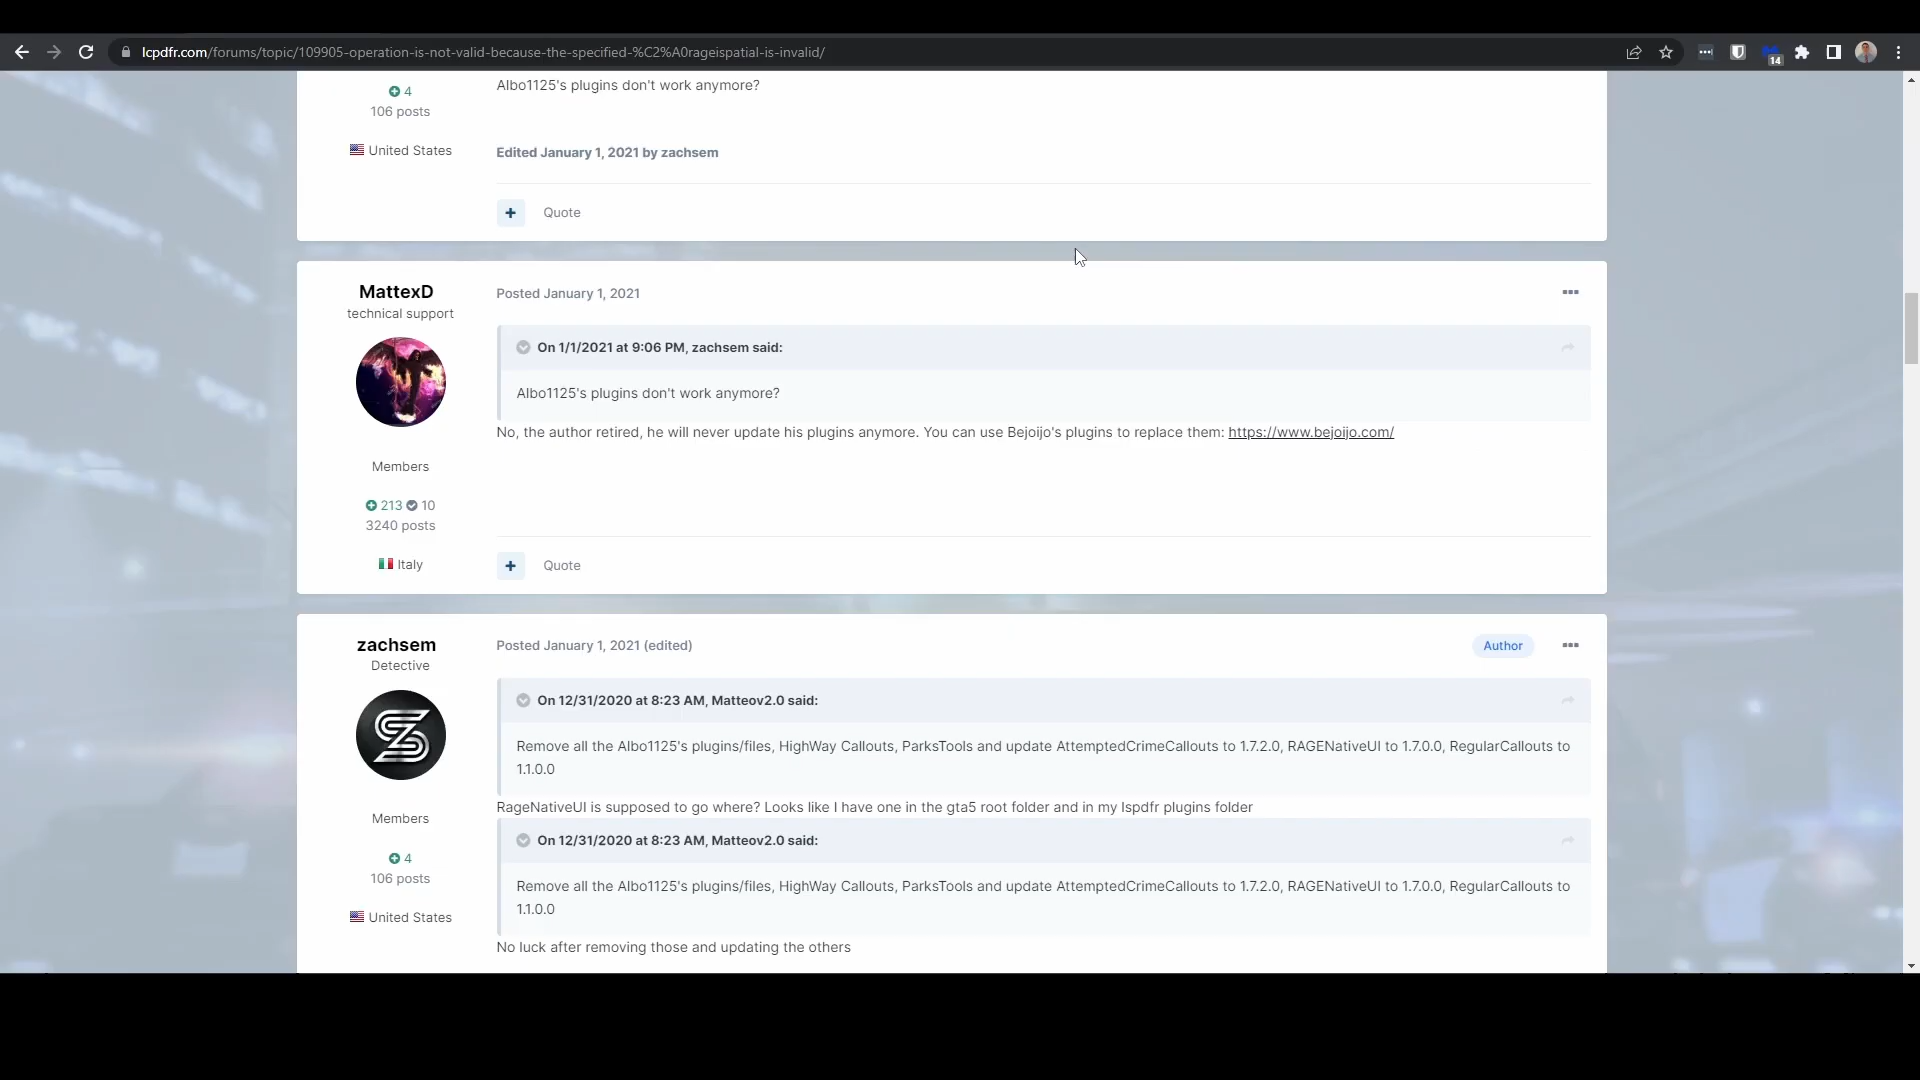 lcpdfr.com/forums/topic/109905-operation-is-not-valid-because-the-specified-%C2%A0rageispatial-is-invalid/
14
Albo1125's plugins don't work anymore?
4
106 posts
United States
Edited January 1, 2021 by zachsem
+ Quote
MattexD
technical support
Posted January 1, 2021
On 1/1/2021 at 9:06 PM, zachsem said:
Albo1125's plugins don't work anymore?
No, the author retired, he will never update his plugins anymore. You can use Bejoijo's plugins to replace them: https://www.bejoijo.com/
Members
213 10
3240 posts
Italy
+ Quote
zachsem
Detective
Posted January 1, 2021 (edited)
Author
On 12/31/2020 at 8:23 AM, Matteov2.0 said:
Remove all the Albo1125's plugins/files, HighWay Callouts, ParksTools and update AttemptedCrimeCallouts to 1.7.2.0, RAGENativeUI to 1.7.0.0, RegularCallouts to
1.1.0.0
RageNativeUI is supposed to go where? Looks like I have one in the gta5 root folder and in my lspdfr plugins folder
On 12/31/2020 at 8:23 AM, Matteov2.0 said:
Remove all the Albo1125's plugins/files, HighWay Callouts, ParksTools and update AttemptedCrimeCallouts to 1.7.2.0, RAGENativeUI to 1.7.0.0, RegularCallouts to
1.1.0.0
No luck after removing those and updating the others
Members
4
106 posts
United States